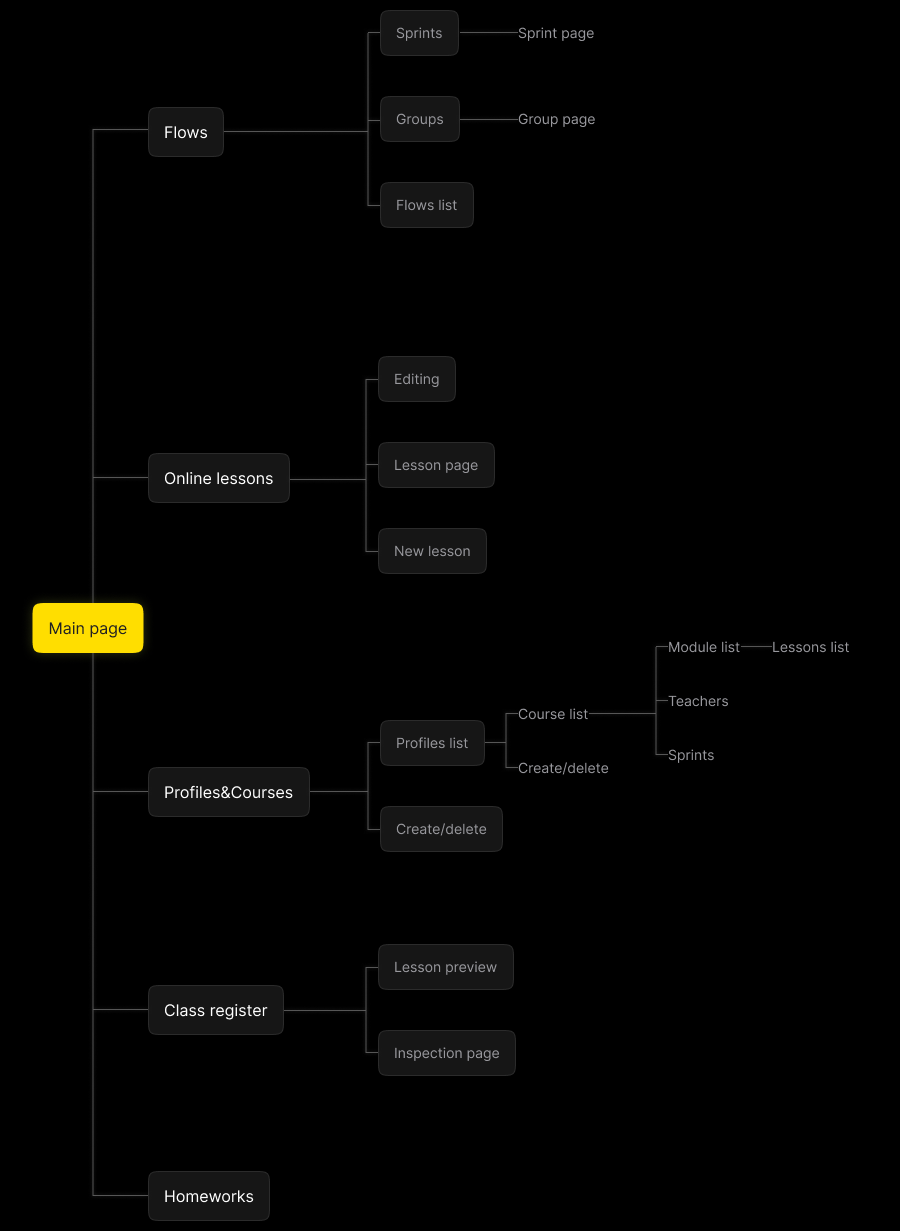 Sprints
Sprint page
Groups
Group page
Flows
Flows list
Editing
Lesson page
Online lessons
New lesson
Main page
Module list
Lessons list
Teachers
Course list
Profiles list
Sprints
Create/delete
Profiles&Courses
Create/delete
Lesson preview
Class register
Inspection page
Homeworks